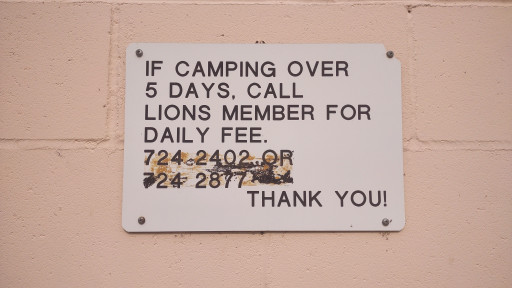 IF CAMPING OVER
5 DAYS, CALL
LIONS MEMBER FOR
DAILY FEE.
724-2402 OR
724 2877
THANK YOU!